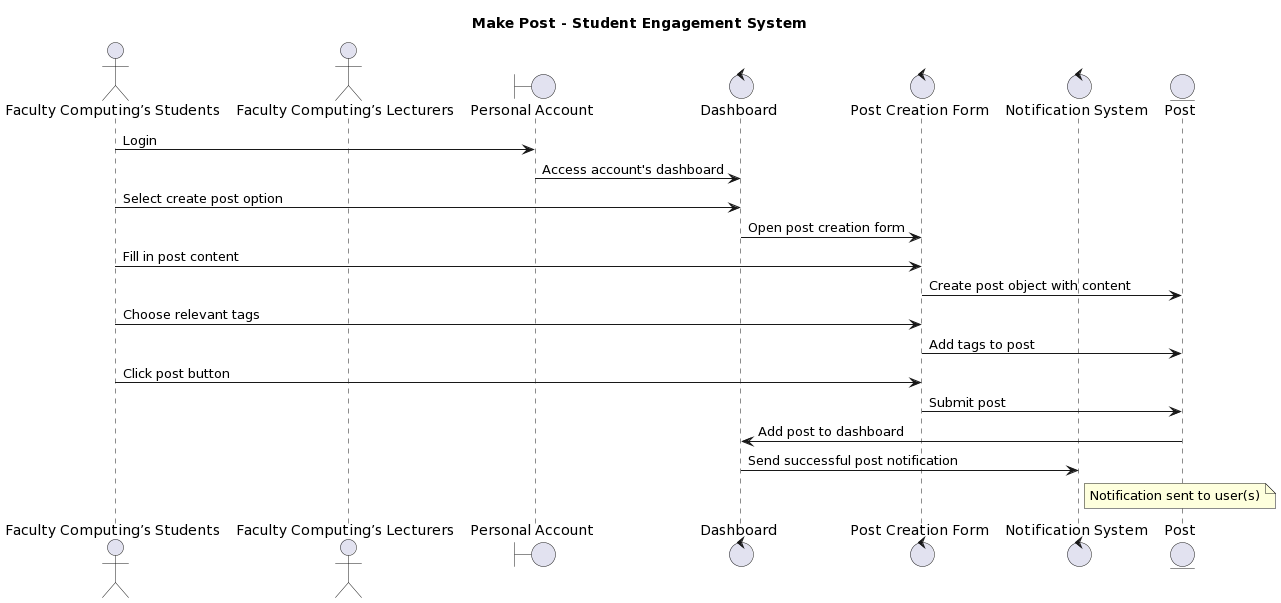 Make Post - Student Engagement System
Faculty Computing’s Students Faculty Computing’s Lecturers Personal Account Dashboard Post Creation Form Notification System Post
Login
Access account's dashboard
Select create post option
Open post creation form
Fill in post content
Create post object with content
Choose relevant tags
Add tags to post
Click post button
Submit post
Add post to dashboard
Send successful post notification
Notification sent to user(s)
Faculty Computing’s Students Faculty Computing’s Lecturers Personal Account Dashboard Post Creation Form Notification System Post